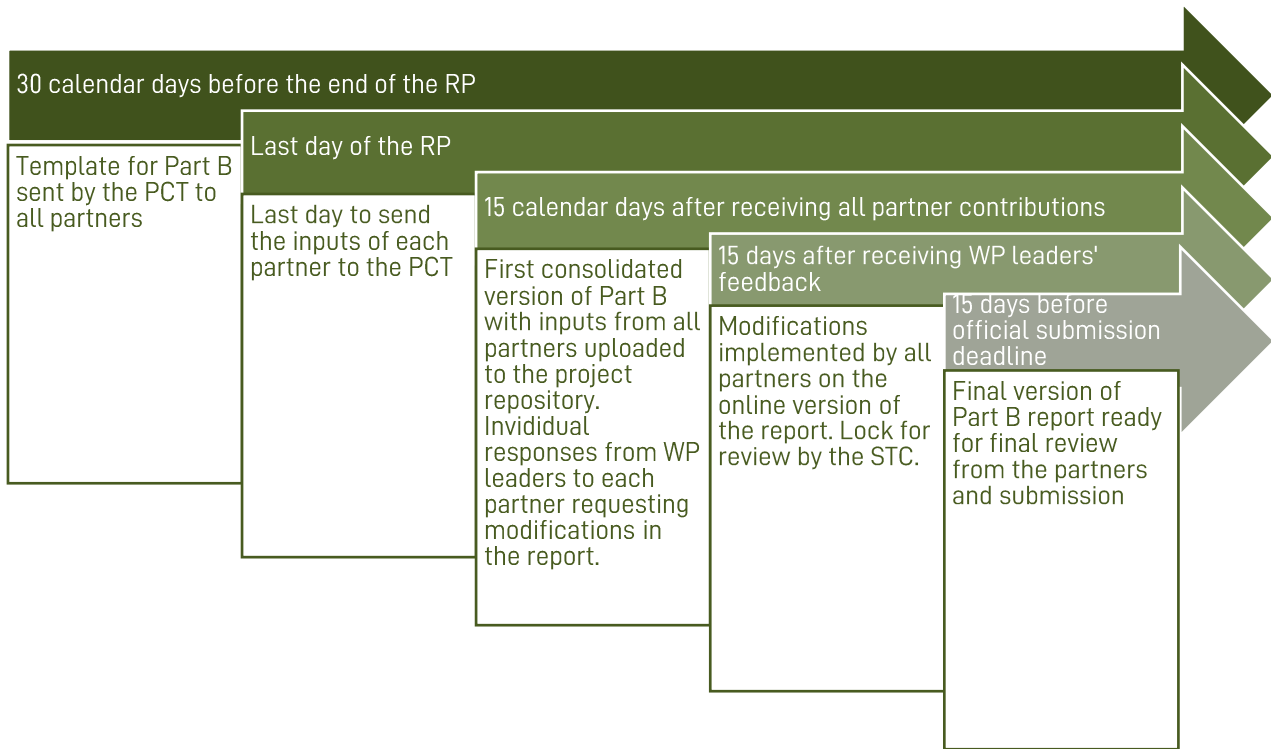 30 calendar days before the end of the RP
Template for Part B
sent by the PCT to
all partners
Last day of the RP
Last day to send
the inputs of each
partner to the PCT
15 calendar days after receiving all partner contributions
First consolidated
version of Part B
with inputs from all
partners uploaded
to the project
repository.
Invididual
responses from WP
leaders to each
partner requesting
modifications in
the report.
15 days after receiving WP leaders'
feedback
Modifications
implemented by all
partners on the
online version of
the report. Lock for
review by the STC.
15 days before
official submission
deadline
Final version of
Part B report ready
for final review
from the partners
and submission